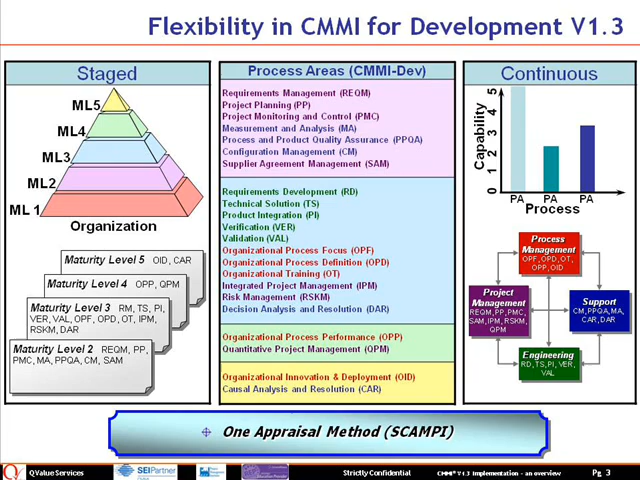 Flexibility in CMMI for Development V1.3
Staged
ML5
ML4
ML3
ML2
ML 1
Organization
Maturity Level 5 OID, CAR
Maturity Level 4 OPP, QPM
Maturity Level 3 RM, TS, PI,
VER, VAL, OPF, OPD, OT, IPM,
RSKM, DAR
Maturity Level 2 REQM, PP,
PMC, MA, PPQA, CM, SAM
Process Areas (CMMI-Dev)
Requirements Management (REQM)
Project Planning (PP)
Project Monitoring and Control (PMC)
Measurement and Analysis (MA)
Process and Product Quality Assurance (PPQA)
Configuration Management (CM)
Supplier Agreement Management (SAM)
Requirements Development (RD)
Technical Solution (TS)
Product Integration (PI)
Verification (VER)
Validation (VAL)
Organizational Process Focus (OPF)
Organizational Process Definition (OPD)
Organizational Training (OT)
Integrated Project Management (IPM)
Risk Management (RSKM)
Decision Analysis and Resolution (DAR)
Organizational Process Performance (OPP)
Quantitative Project Management (QPM)
Organizational Innovation & Deployment (OID)
Causal Analysis and Resolution (CAR)
Continuous
Capability
5
4
3
2
1
0
PA PA PA
Process
Process
Management
OPF, OPD, OT,
OPP, OID
Project
Management
REQM, PP, PMC,
SAM, IPM, RSKM,
QPM
Support
CM, PPQA, MA,
CAR, DAR
Engineering
RD, TS, PI, VER,
VAL
One Appraisal Method (SCAMPI)
Q Value Services
SEI Partner
Strictly Confidential
CMMI® V1.3 Implementation - an overview
Pg 3